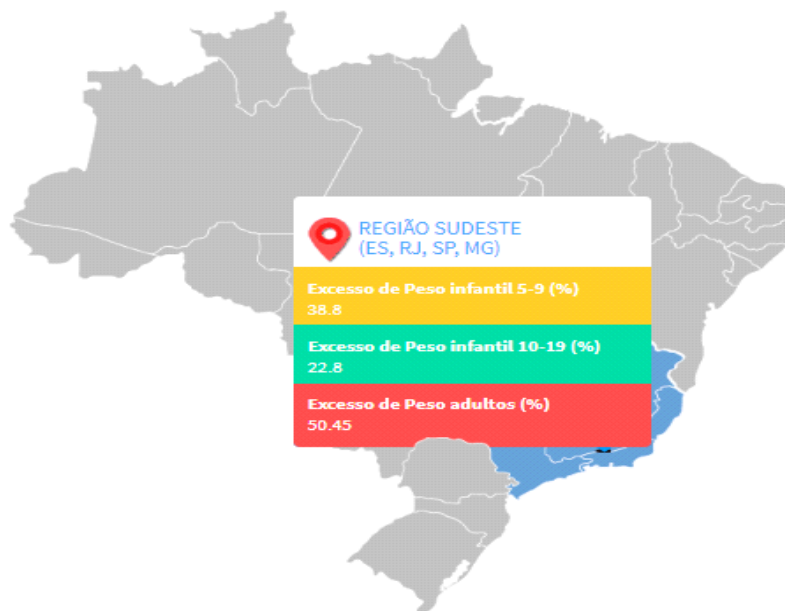 REGIÃO SUDESTE
(ES, RJ, SP, MG)
Excesso de Peso infantil 5-9 (%)
38.8
Excesso de Peso infantil 10-19 (%)
22.8
Excesso de Peso adultos (%)
50.45